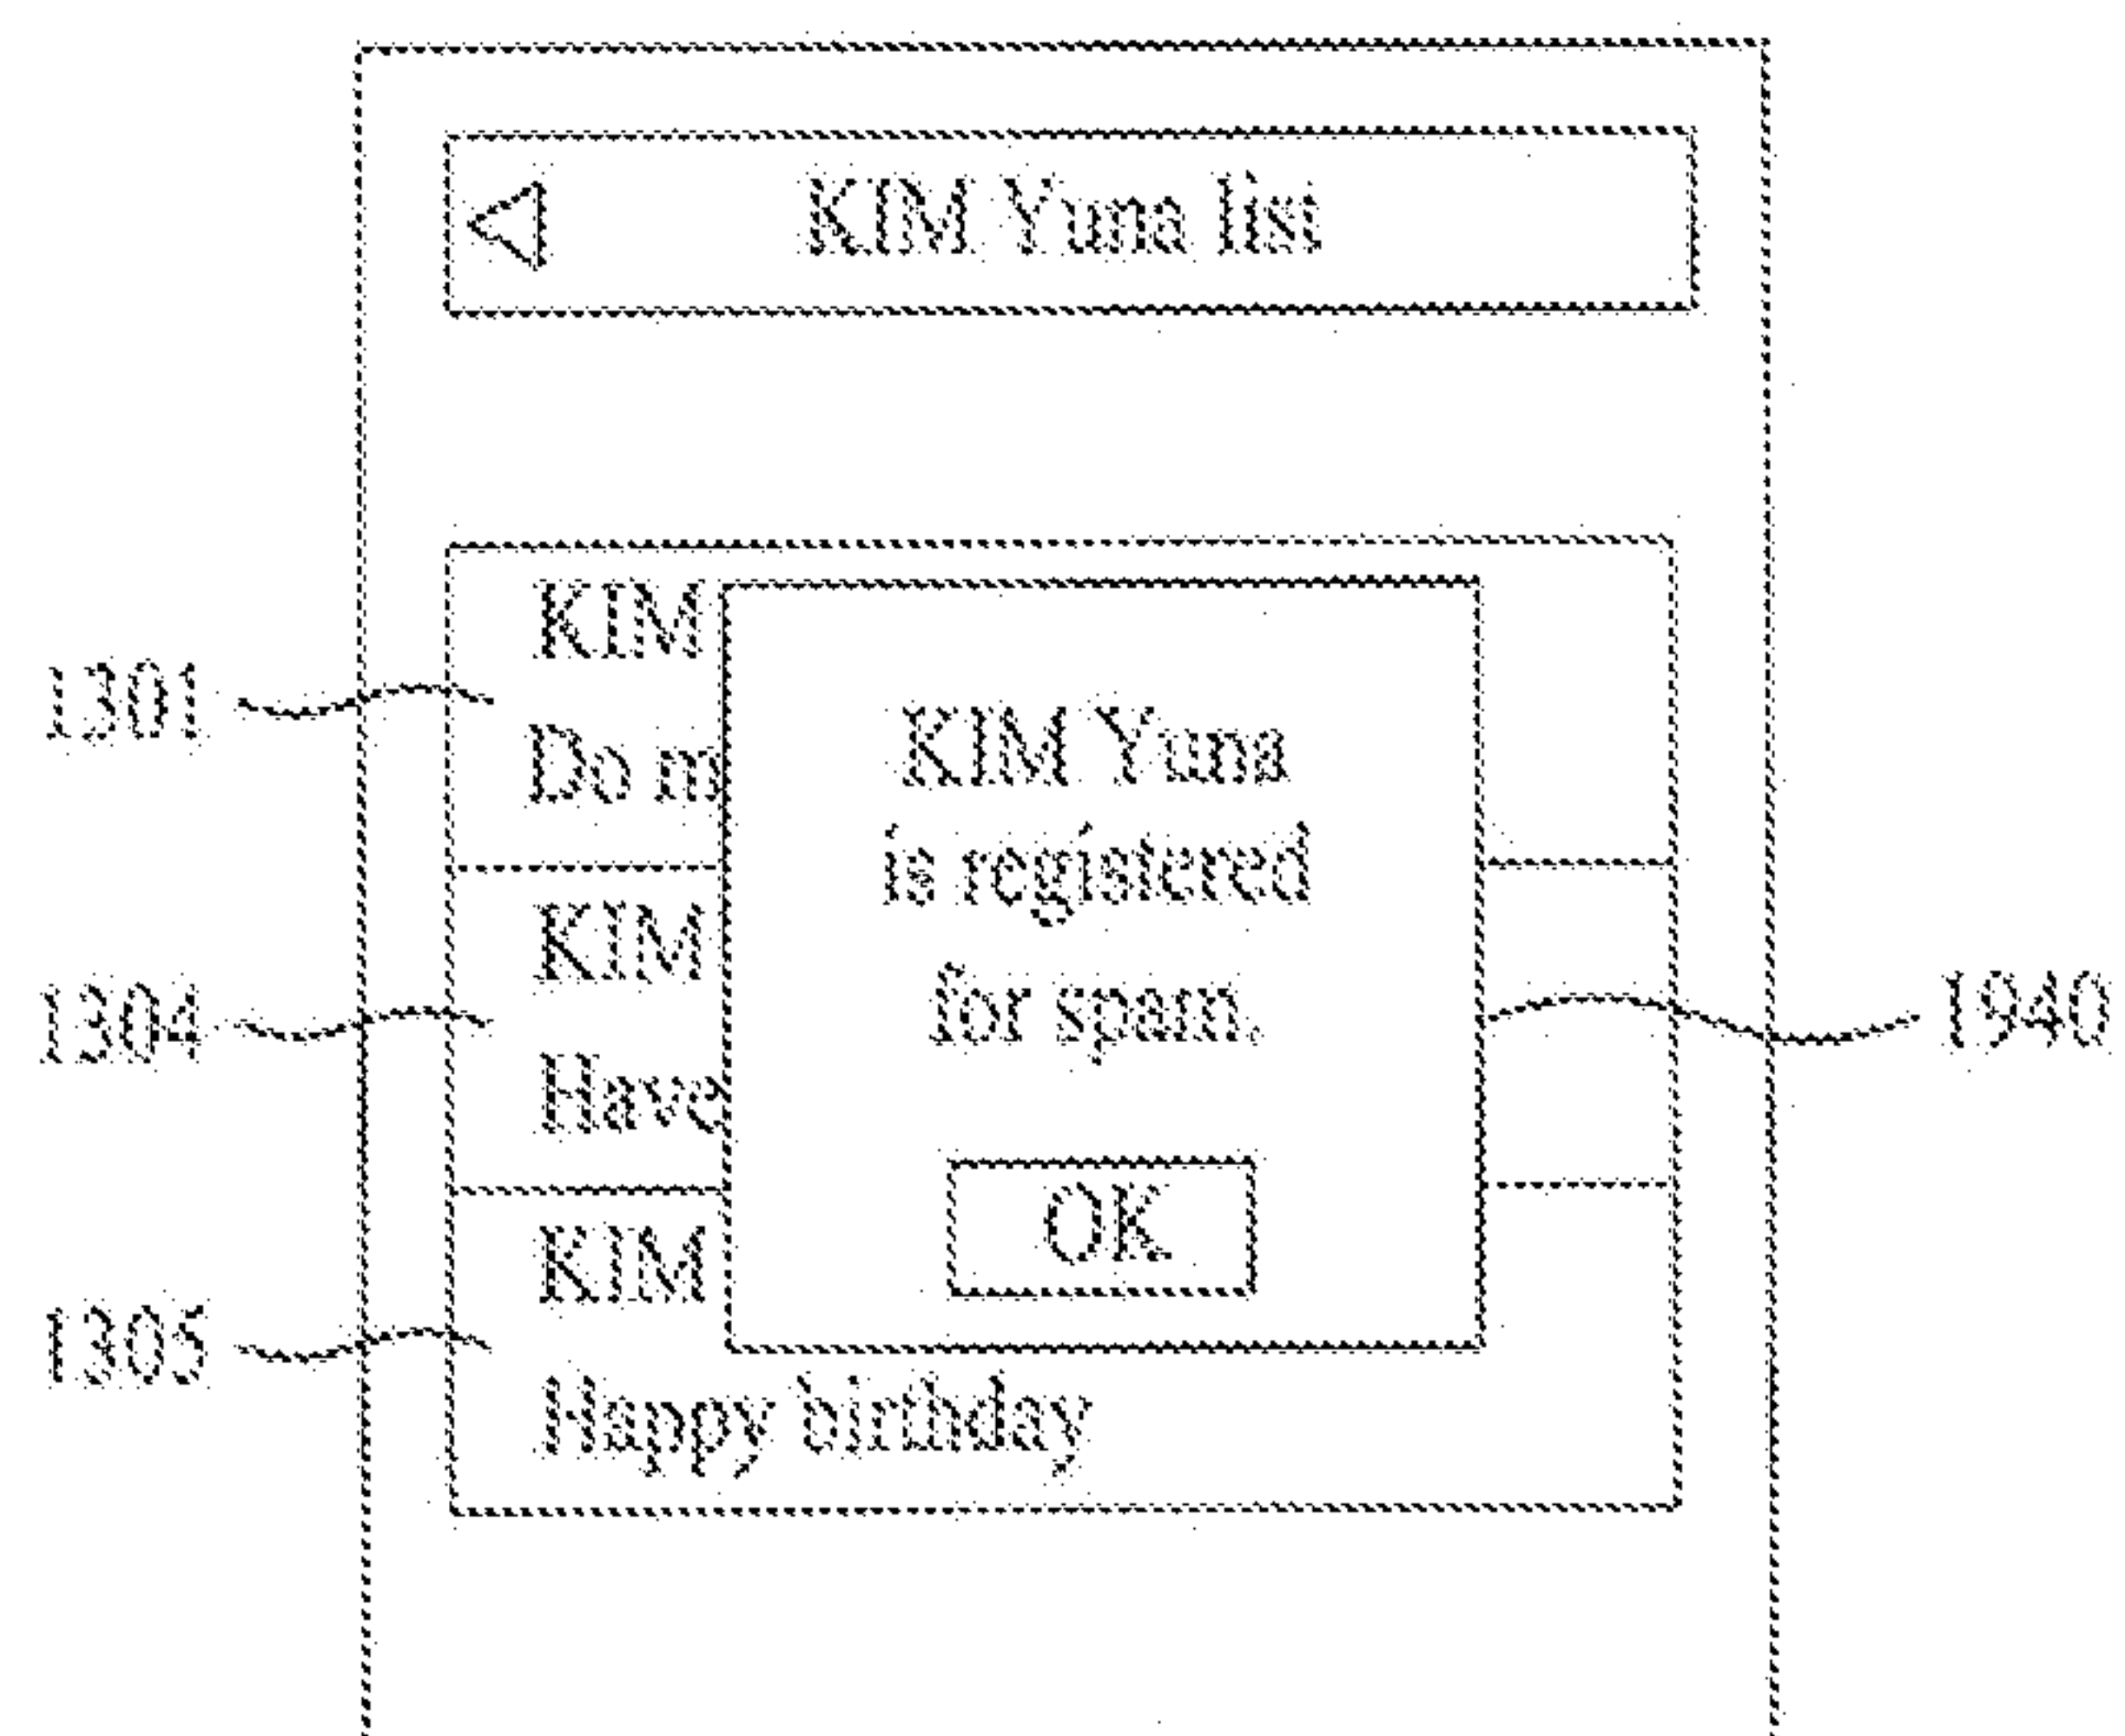 KIM Yuna list
KIM
1301
Do m
KIM Yuna
is registered
for spam.
KIM
1304
1940
Have
OK
KIM
1305
Happy birthday